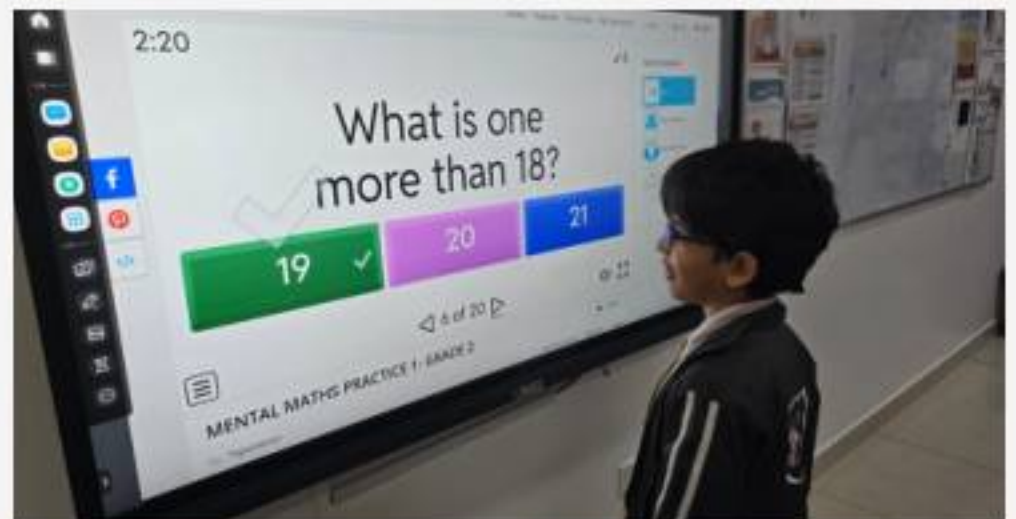 2:20
What is one
more than 18?
19
20
21
6 of 20
MENTAL MATHS PRACTICE 1- GRADE 2